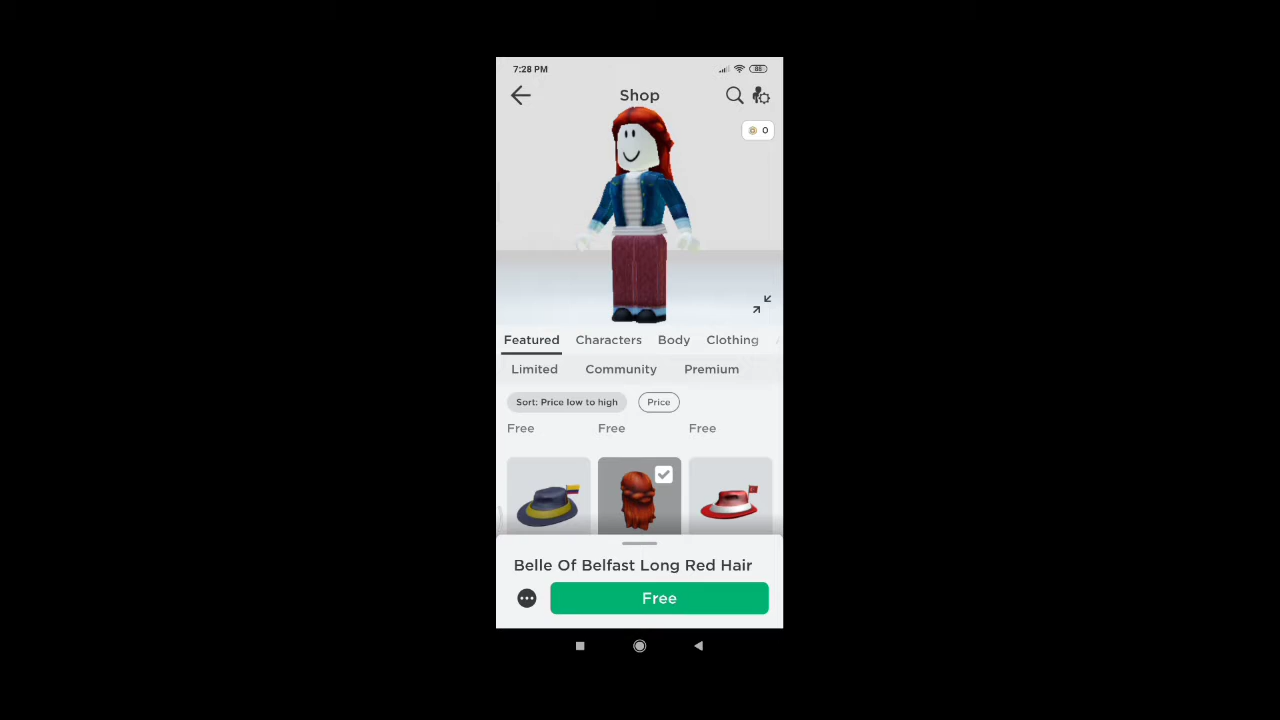 7:28 PM
88
Shop
0
Featured Characters Body Clothing
Limited Community Premium
Sort: Price low to high Price
Free Free Free
Belle Of Belfast Long Red Hair
Free